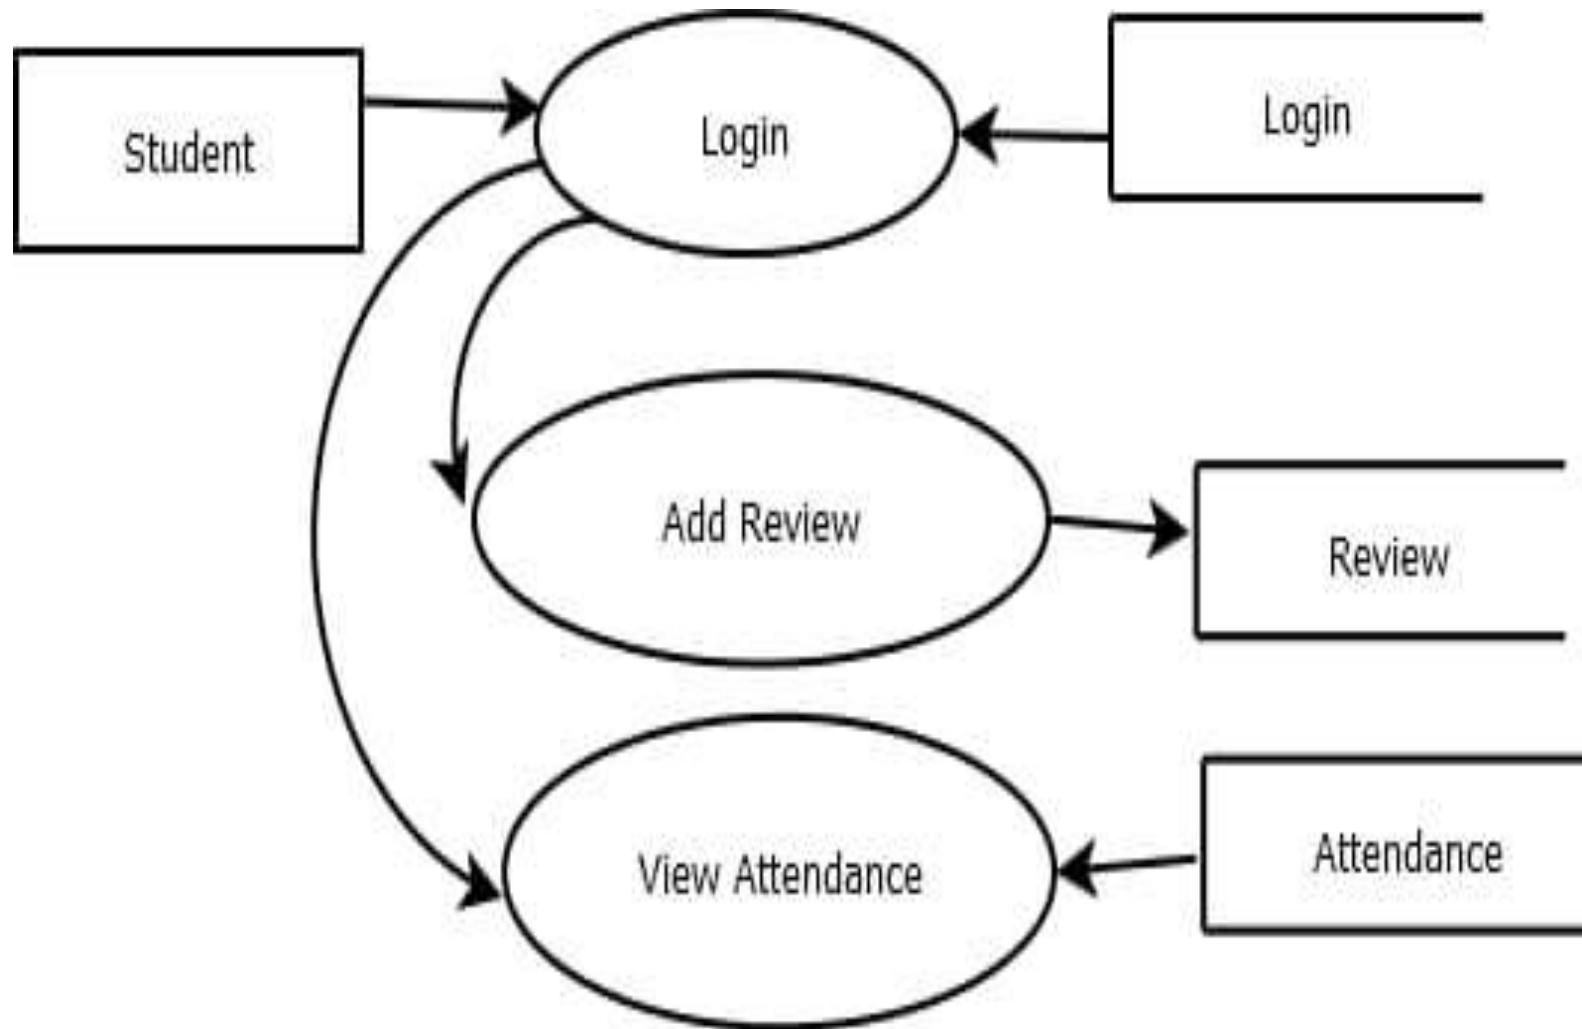 Student
Login
Login
Add Review
Review
View Attendance
Attendance